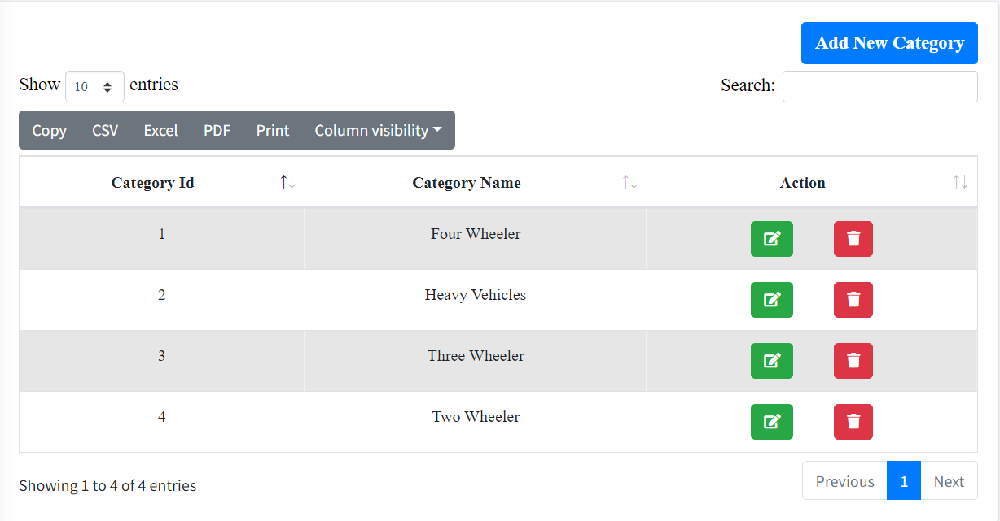 Add New Category
Show 10 entries Search:
Copy CSV Excel PDF Print Column visibility
Category Id Category Name Action
1 Four Wheeler
2 Heavy Vehicles
3 Three Wheeler
4 Two Wheeler
Showing 1 to 4 of 4 entries Previous 1 Next